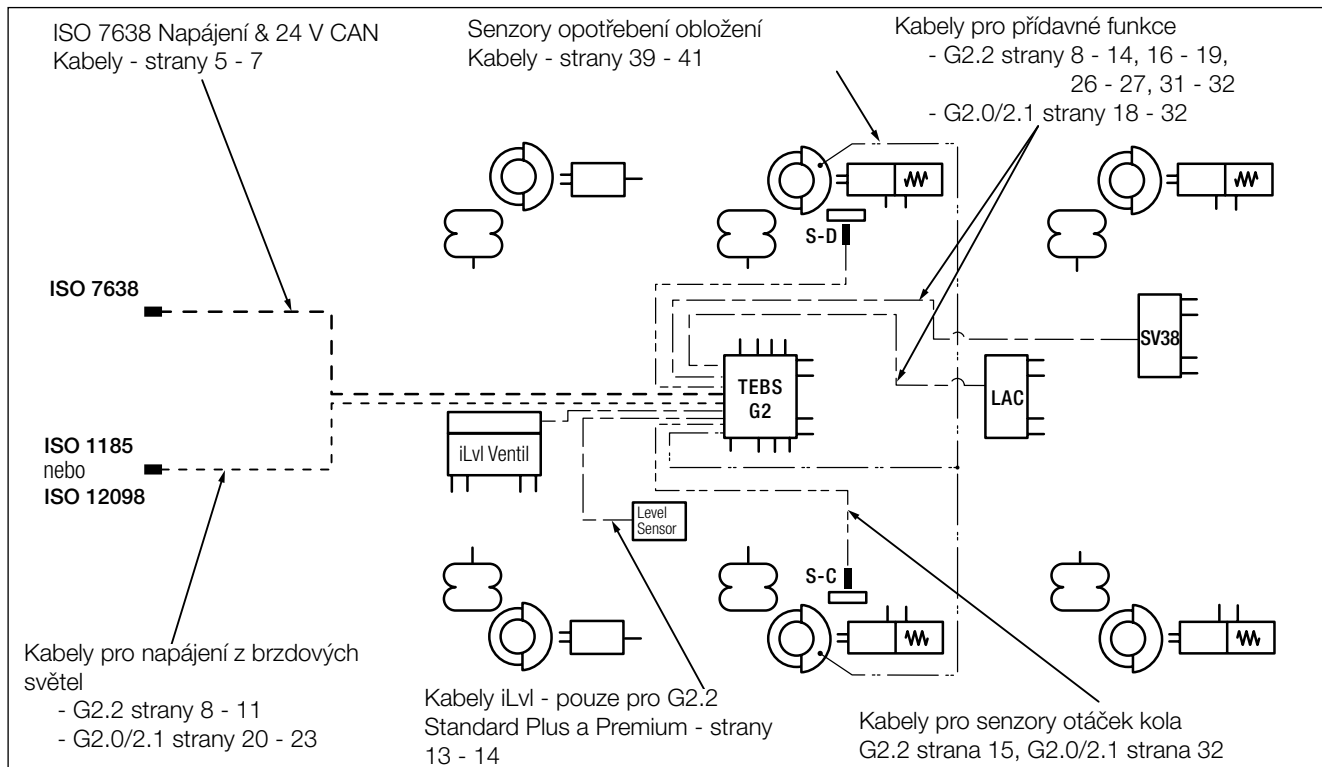 ISO 7638 Napájení & 24 V CAN
Kabely - strany 5 - 7
Senzory opotřebení obložení
Kabely - strany 39 - 41
Kabely pro přídavné funkce
- G2.2 strany 8 - 14, 16 - 19,
26 - 27, 31 - 32
- G2.0/2.1 strany 18 - 32
S-D
ISO 7638
SV38
TEBS
G2
LAC
iLvl Ventil
ISO 1185
nebo
ISO 12098
Level
Sensor
S-C
Kabely pro napájení z brzdových
světel
- G2.2 strany 8 - 11
- G2.0/2.1 strany 20 - 23
Kabely iLvl - pouze pro G2.2
Standard Plus a Premium - strany
13 - 14
Kabely pro senzory otáček kola
G2.2 strana 15, G2.0/2.1 strana 32